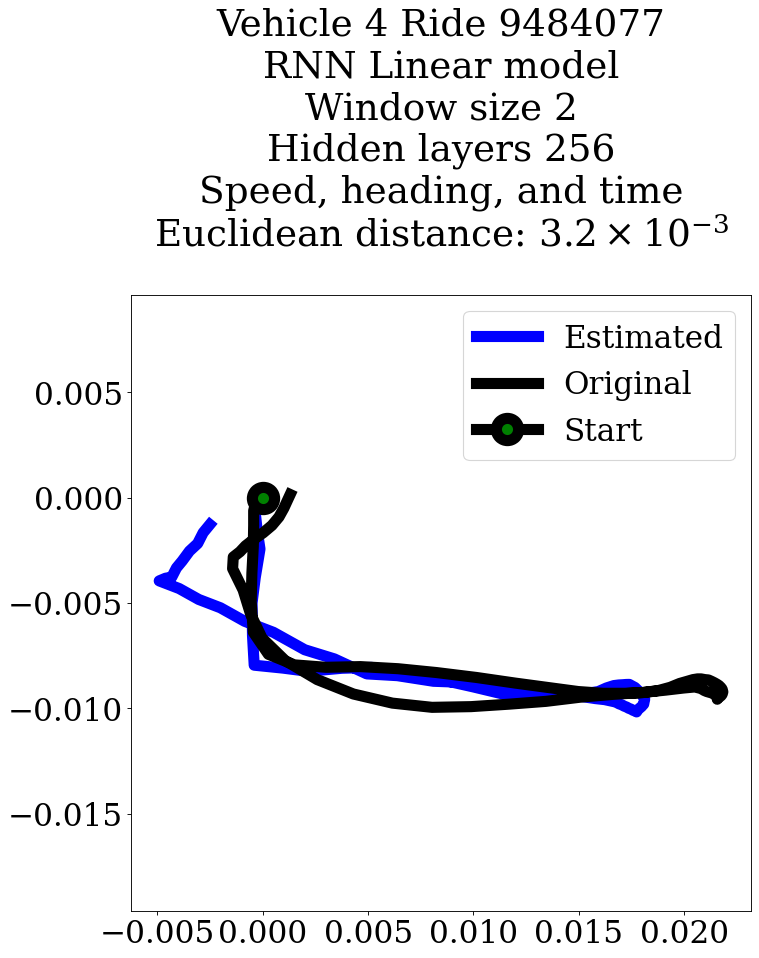 Vehicle 4 Ride 9484077
RNN Linear model
Window size 2
Hidden layers 256
Speed, heading, and time
Euclidean distance: 3.2 × 10⁻³
Estimated
Original
Start
0.005
0.000
−0.005
−0.010
−0.015
−0.005 0.000 0.005 0.010 0.015 0.020